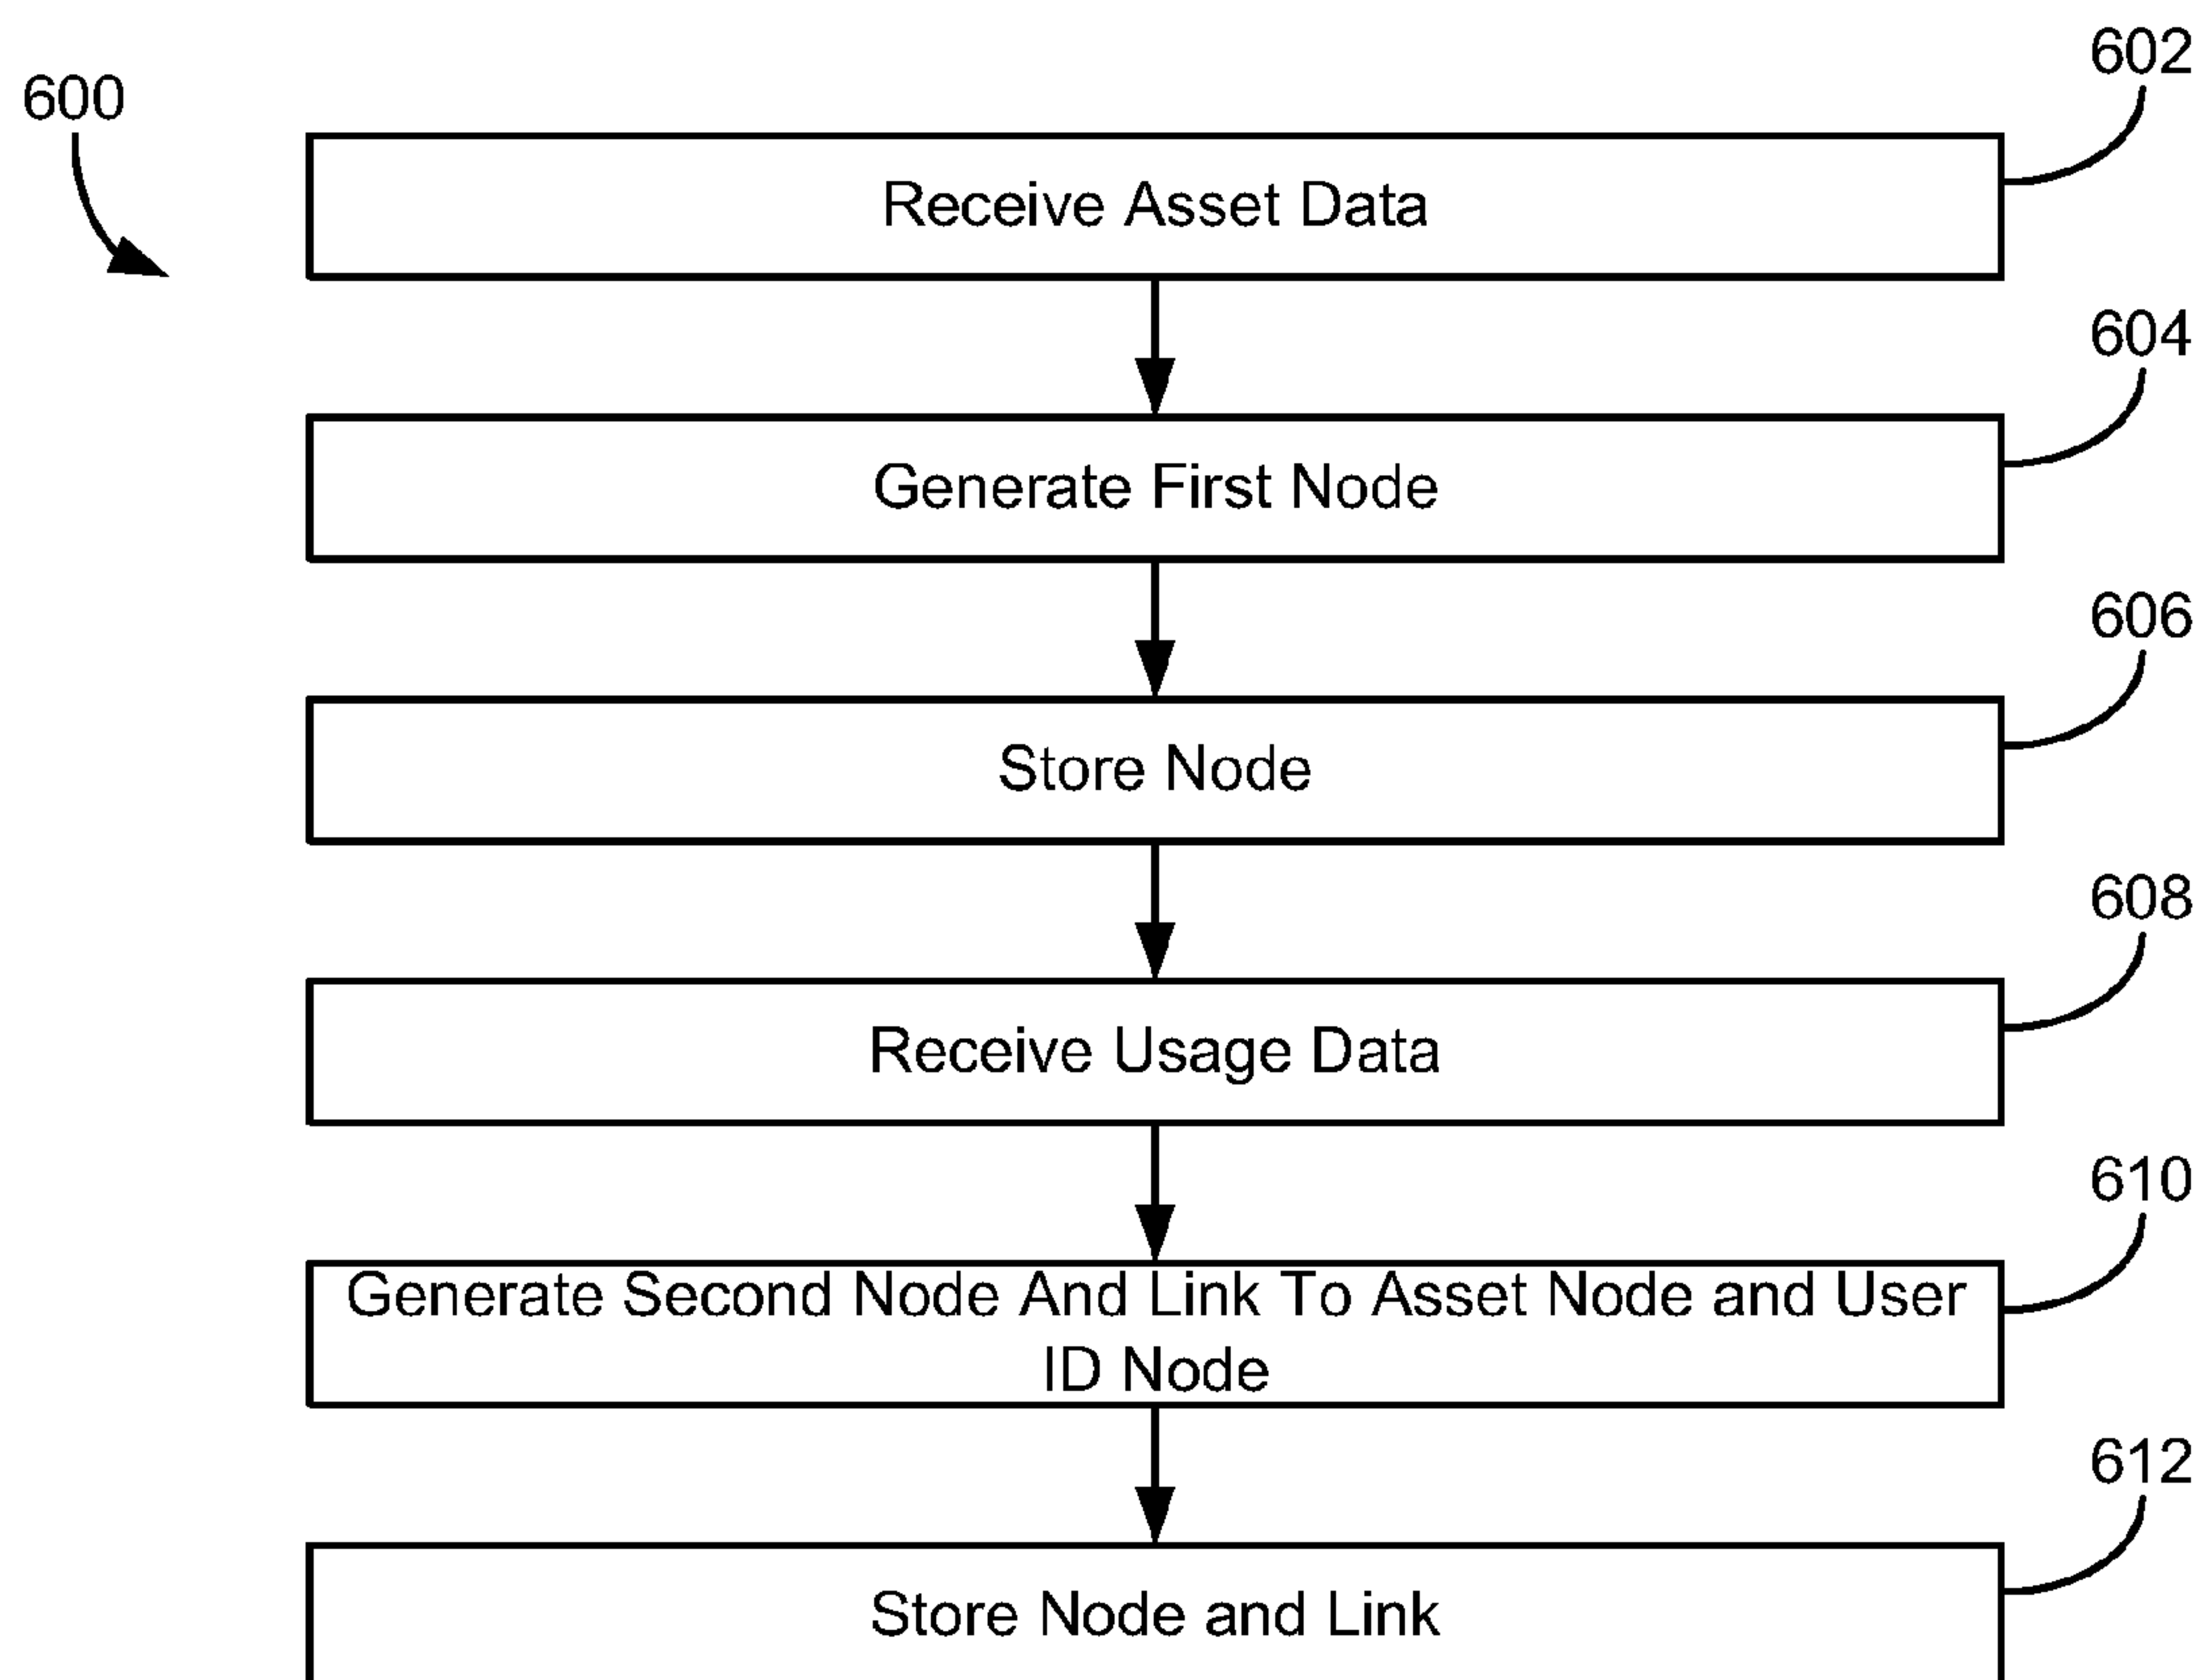 602
600
Receive Asset Data
604
Generate First Node
606
Store Node
608
Receive Usage Data
610
Generate Second Node And Link To Asset Node and User
ID Node
612
Store Node and Link